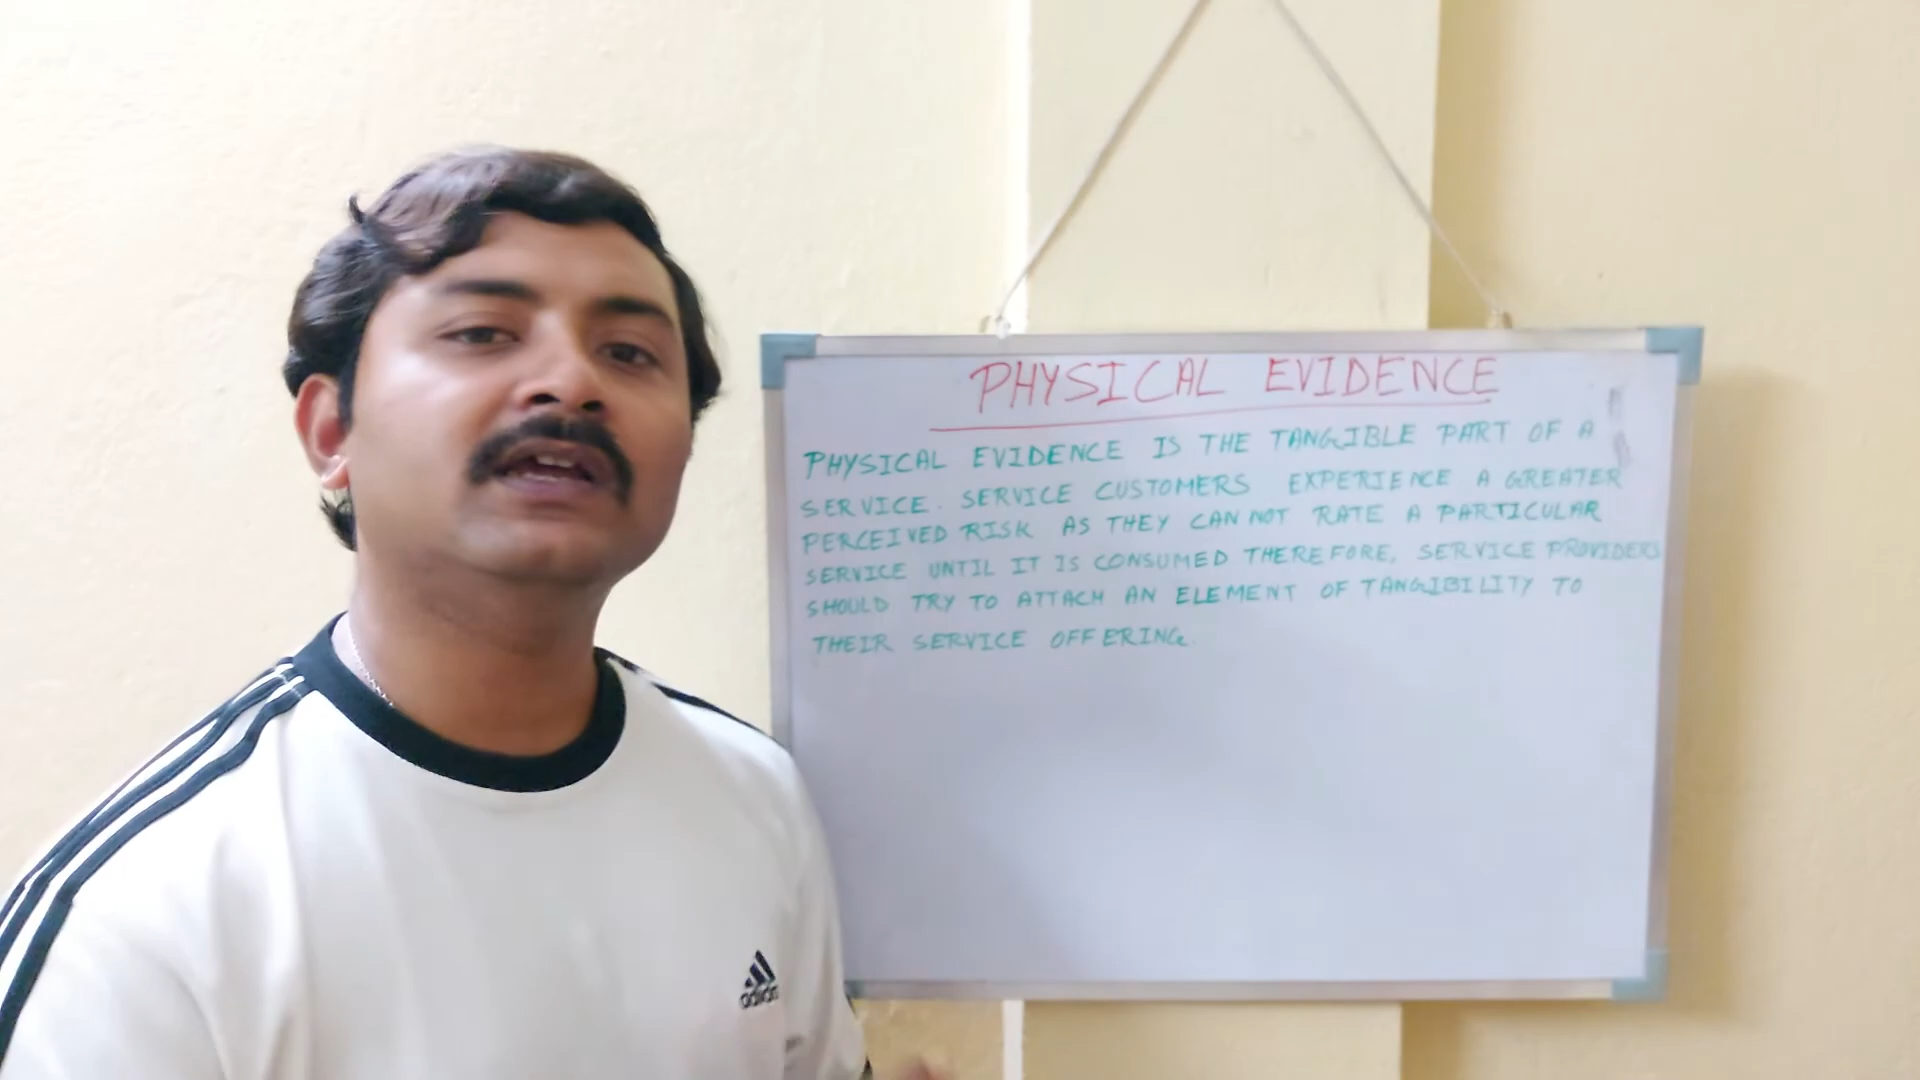 PHYSICAL EVIDENCE
PHYSICAL EVIDENCE IS THE TANGIBLE PART OF A
SERVICE. SERVICE CUSTOMERS EXPERIENCE A GREATER
PERCEIVED RISK AS THEY CAN NOT RATE A PARTICULAR
SERVICE UNTIL IT IS CONSUMED THEREFORE, SERVICE PROVIDERS
SHOULD TRY TO ATTACH AN ELEMENT OF TANGIBILITY TO
THEIR SERVICE OFFERING.
adidas